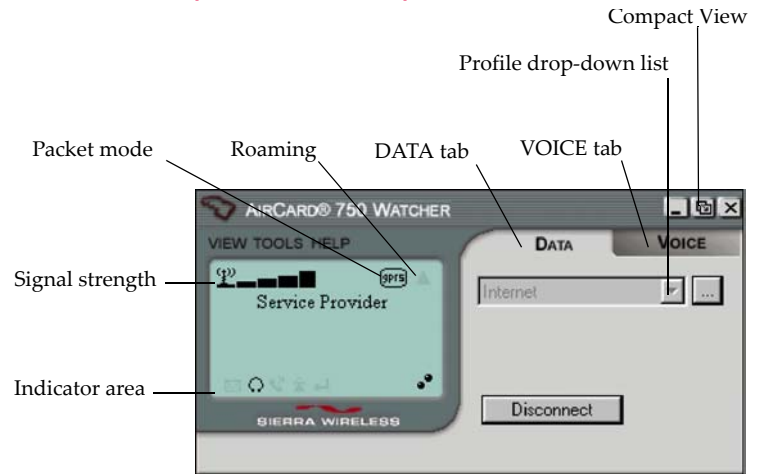 Compact View
Profile drop-down list
Packet mode
Roaming
DATA tab
VOICE tab
AIRCARD® 750 WATCHER
VIEW TOOLS HELP
DATA
VOICE
Signal strength
gprs
Service Provider
Internet
...
Indicator area
Disconnect
SIERRA WIRELESS